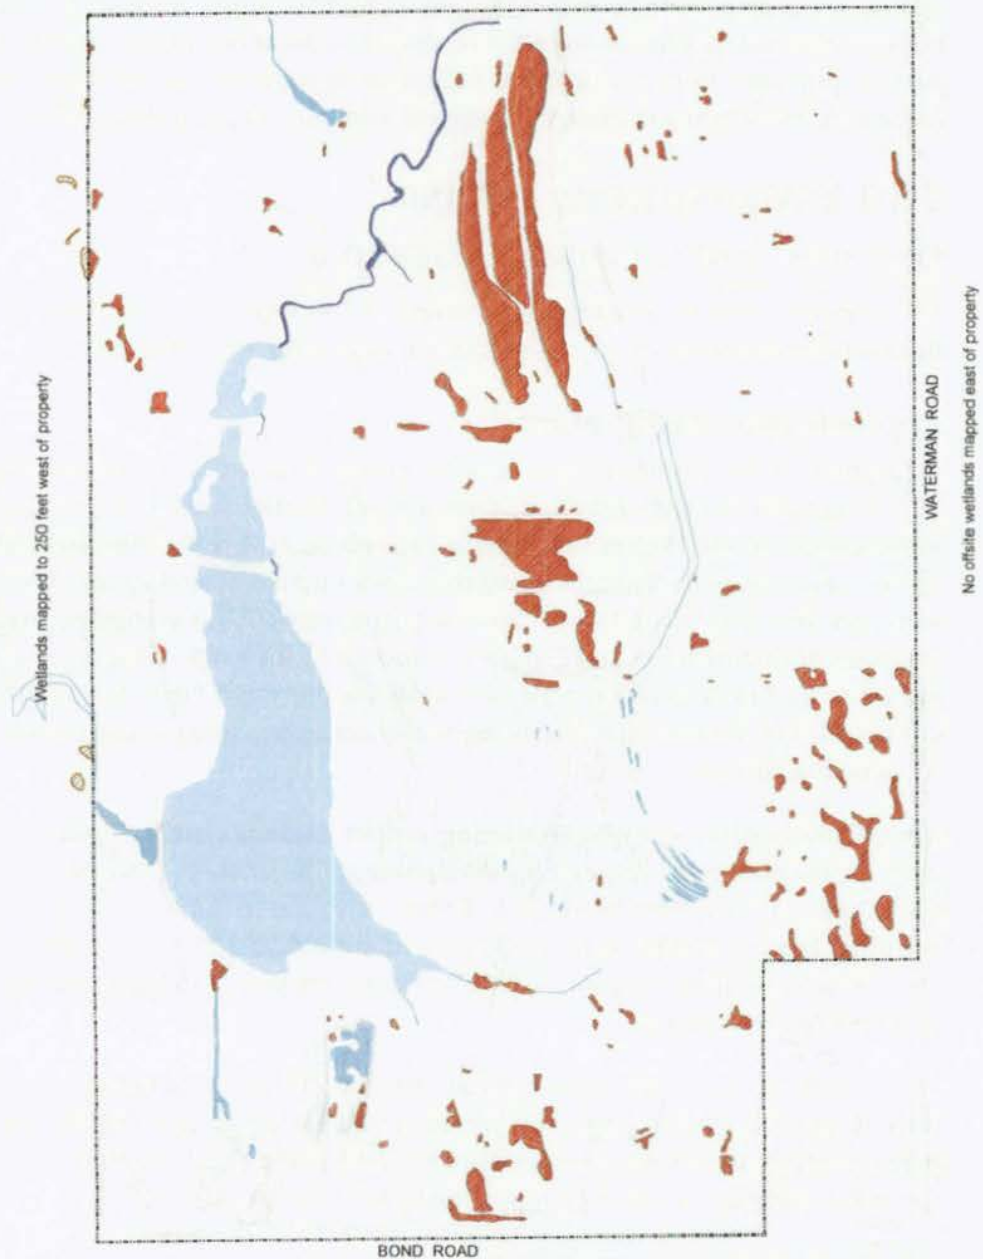 Wetlands mapped to 250 feet west of property
WATERMAN ROAD
No offsite wetlands mapped east of property
BOND ROAD